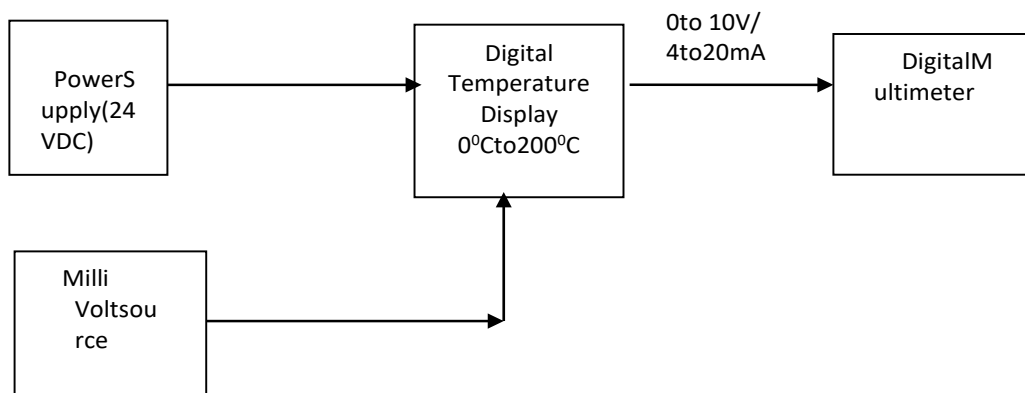 PowerS
upply(24
VDC)
Digital
Temperature
Display
0⁰Cto200⁰C
0to 10V/
4to20mA
DigitalM
ultimeter
Milli
Voltsou
rce